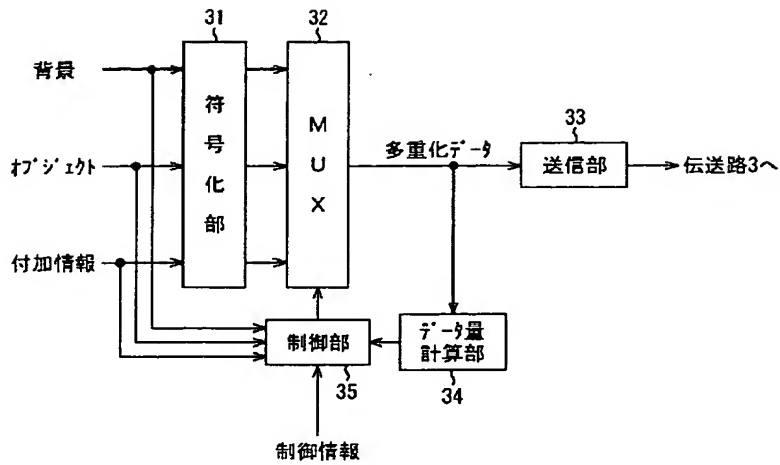 31
32
背景
符号化部
MUX
33
多重化データ
送信部
伝送路3へ
オブジェクト
付加情報
制御部
35
データ量
計算部
34
制御情報